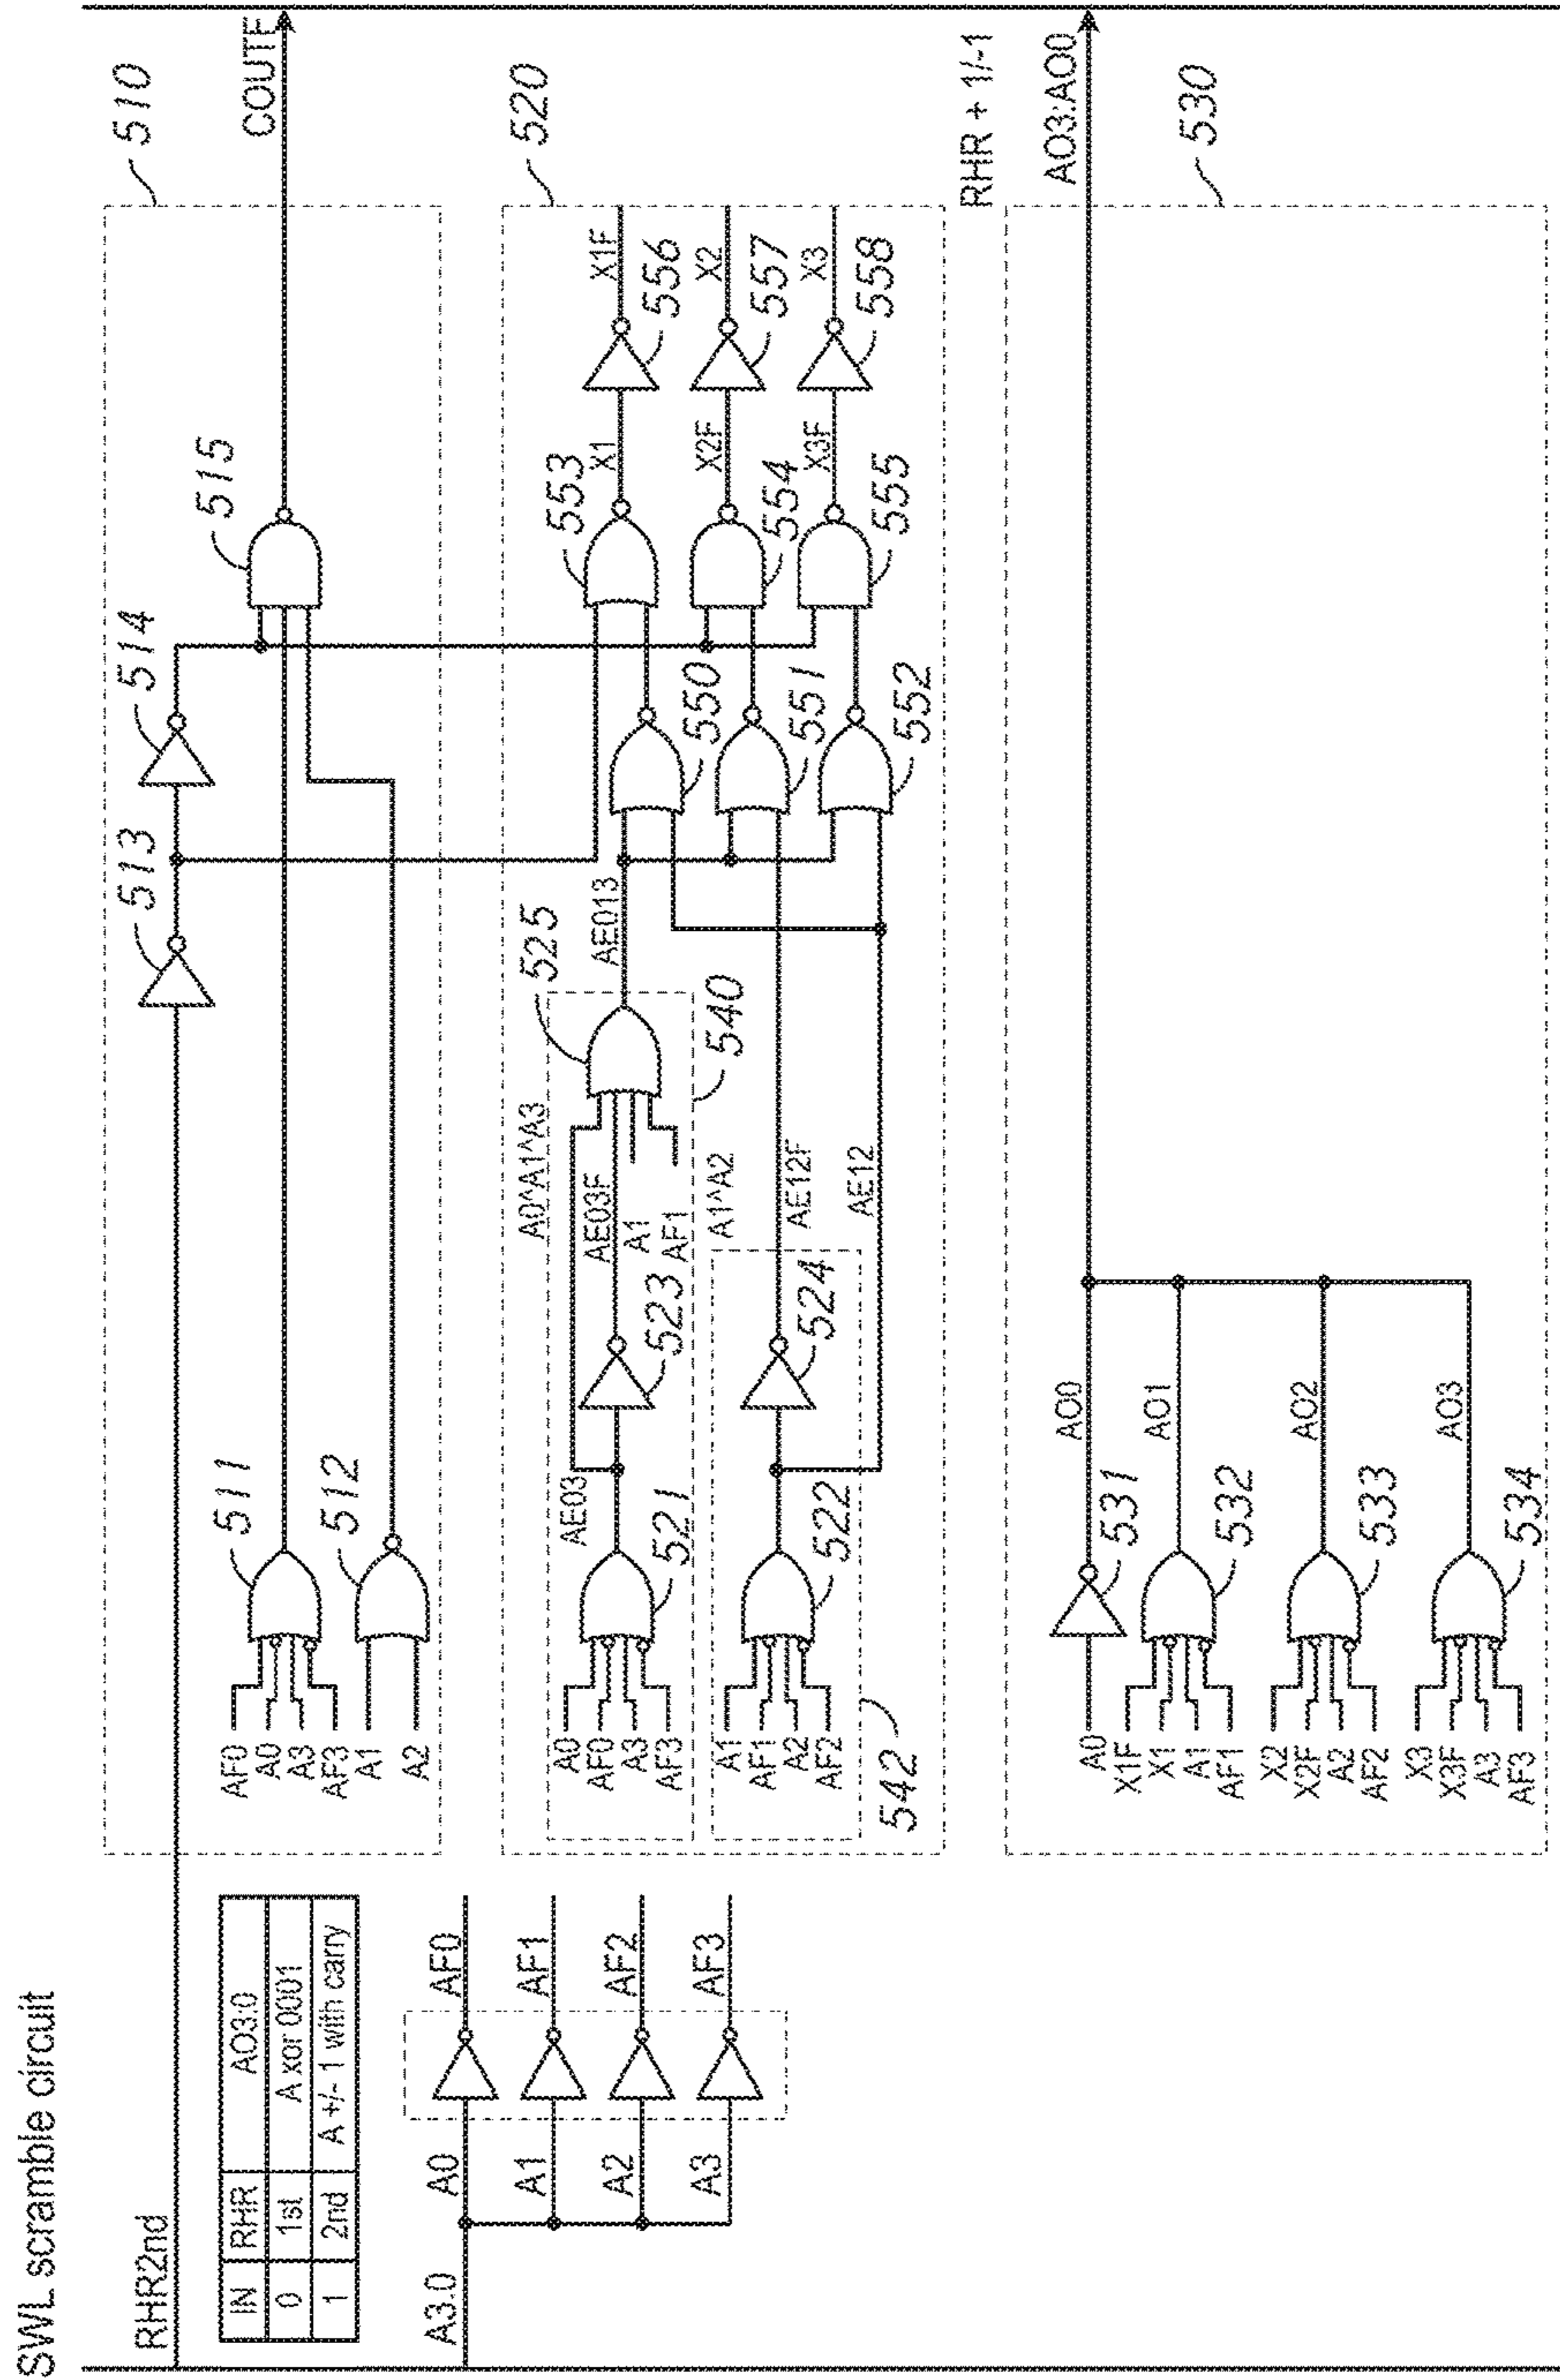 SWL scramble circuit
RHR2nd
IN RHR AO3:0
0 1st A xor 0001
1 2nd A +/- 1 with carry
A3:0
A0 AF0
A1 AF1
A2 AF2
A3 AF3
510
AF0
A0
A3
AF3
511
A1
A2
512
513
514
515
COUTF
520
A0^A1^A3
A0
AF0
A3
AF3
521
AE03
523
AE03F
A1
AF1
525
540
AE013
A1^A2
A1
AF1
A2
AF2
522
524
AE12F
AE12
542
550
551
552
553
554
555
X1
X2F
X3F
556
557
558
X1F
X2
X3
RHR + 1/-1
AO3:AO0
530
A0
531
AO0
X1F
X1
A1
AF1
532
AO1
X2
X2F
A2
AF2
533
AO2
X3
X3F
A3
AF3
534
AO3